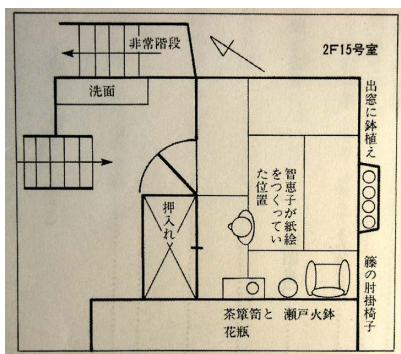 非常階段
2F15号室
洗面
出窓に鉢植え
智恵子が紙絵
をつくってい
た位置
押入れ
籐の肘掛椅子
茶箪笥と
花瓶
瀬戸火鉢